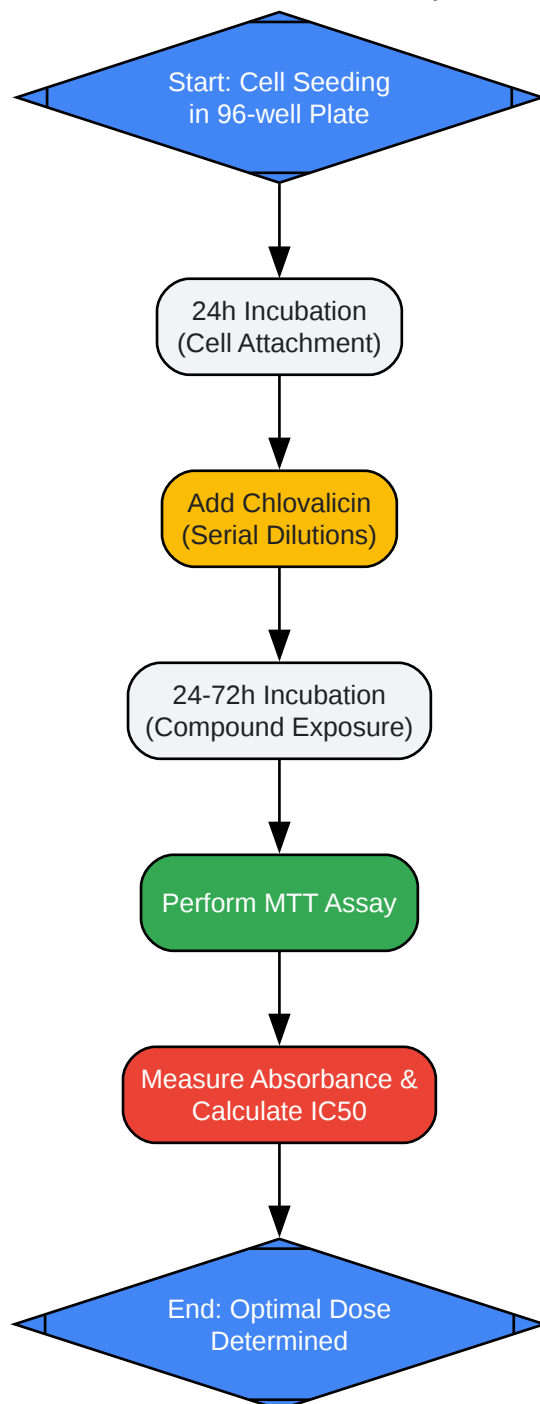 Start: Cell Seeding
in 96-well Plate
24h Incubation
(Cell Attachment)
Add Chlovalicin
(Serial Dilutions)
24-72h Incubation
(Compound Exposure)
Perform MTT Assay
Measure Absorbance &
Calculate IC50
End: Optimal Dose
Determined